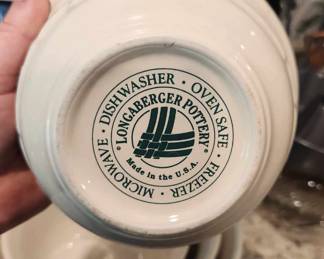 MICROWAVE · DISHWASHER · OVEN SAFE · FREEZER ·
"LONGABERGER POTTERY"
Made in the U.S.A.